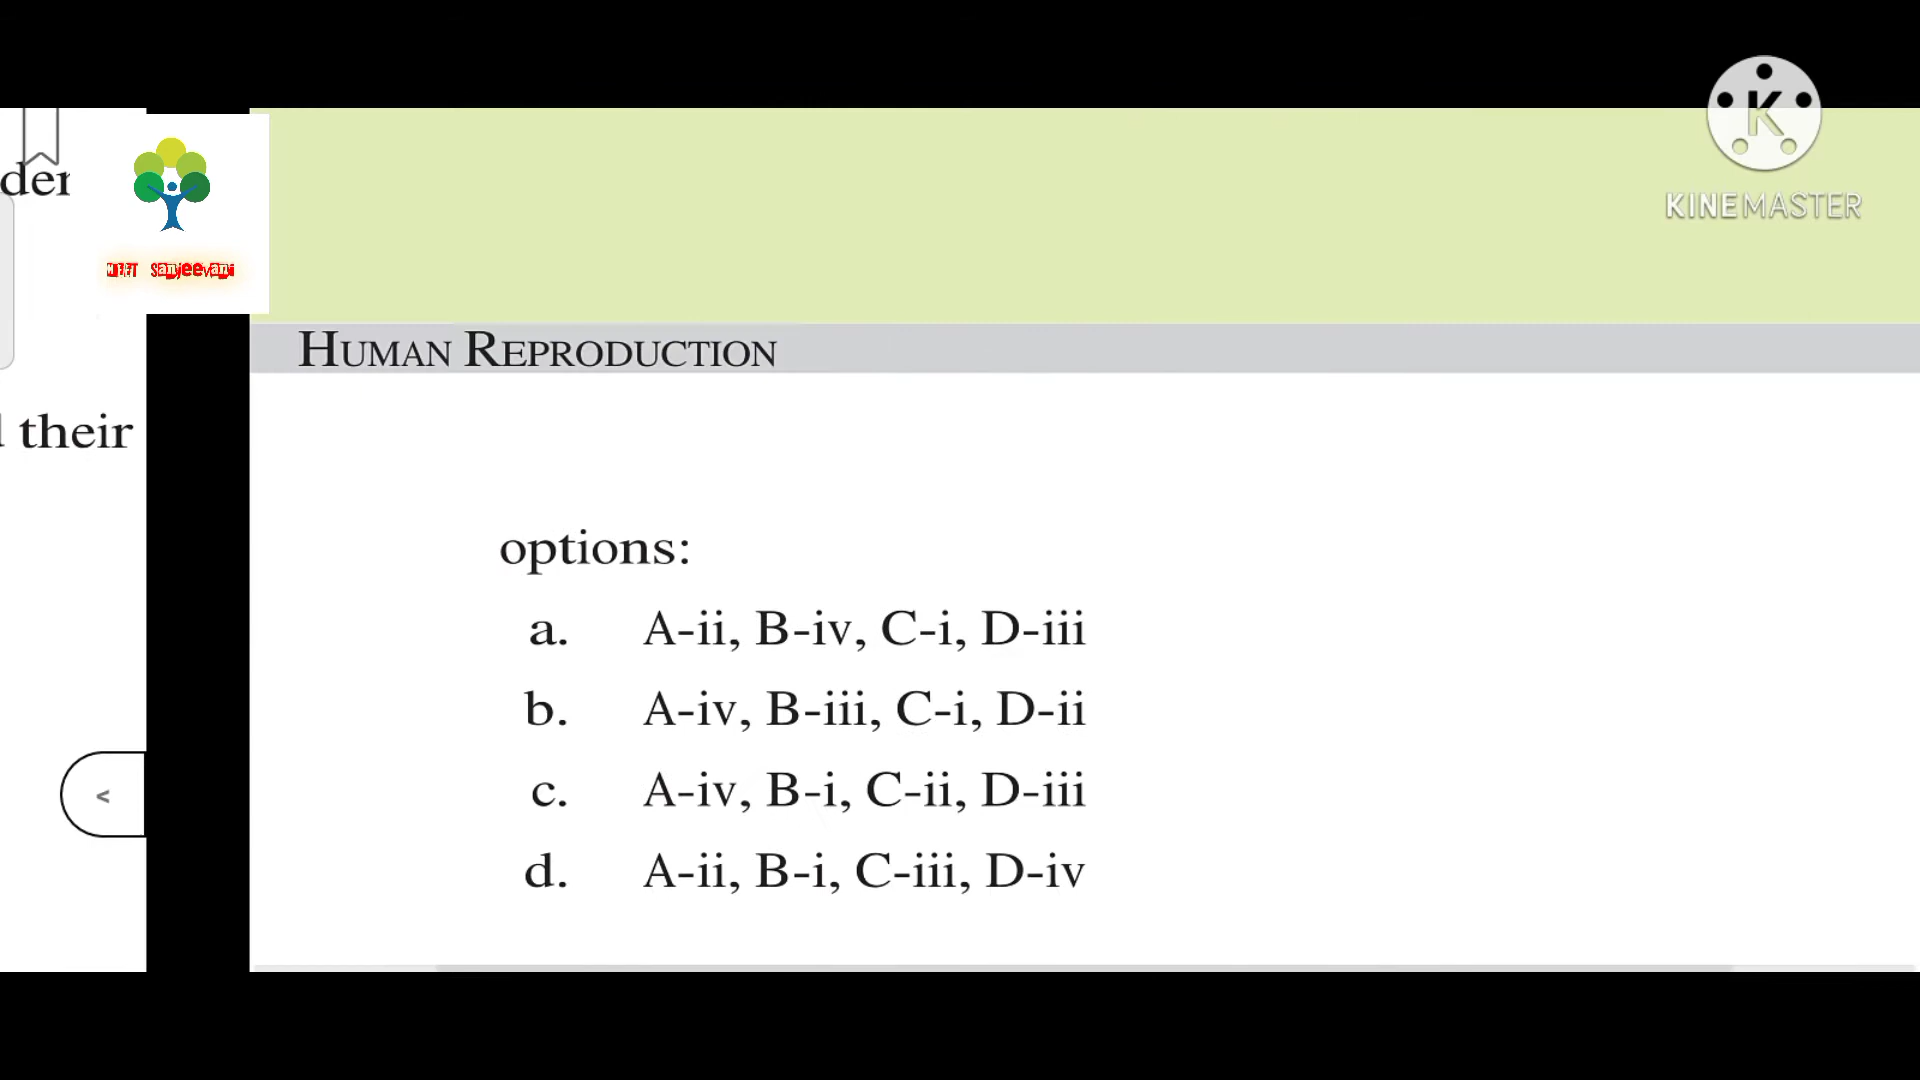 der
KINEMASTER
HUMAN REPRODUCTION
their
options:
a. A-ii, B-iv, C-i, D-iii
b. A-iv, B-iii, C-i, D-ii
<
c. A-iv, B-i, C-ii, D-iii
d. A-ii, B-i, C-iii, D-iv